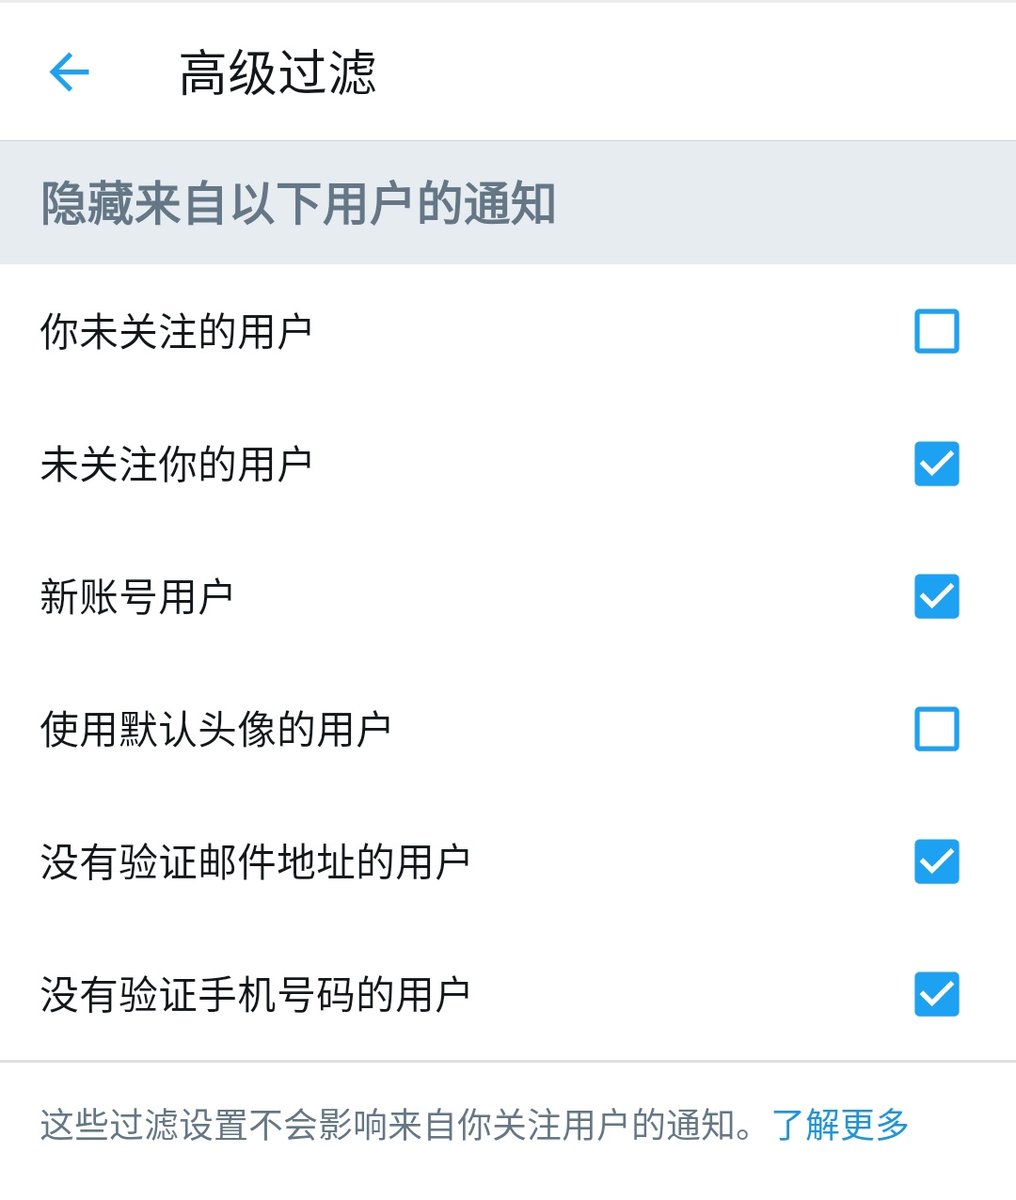 高级过滤
隐藏来自以下用户的通知
你未关注的用户
未关注你的用户
新账号用户
使用默认头像的用户
没有验证邮件地址的用户
没有验证手机号码的用户
这些过滤设置不会影响来自你关注用户的通知。了解更多